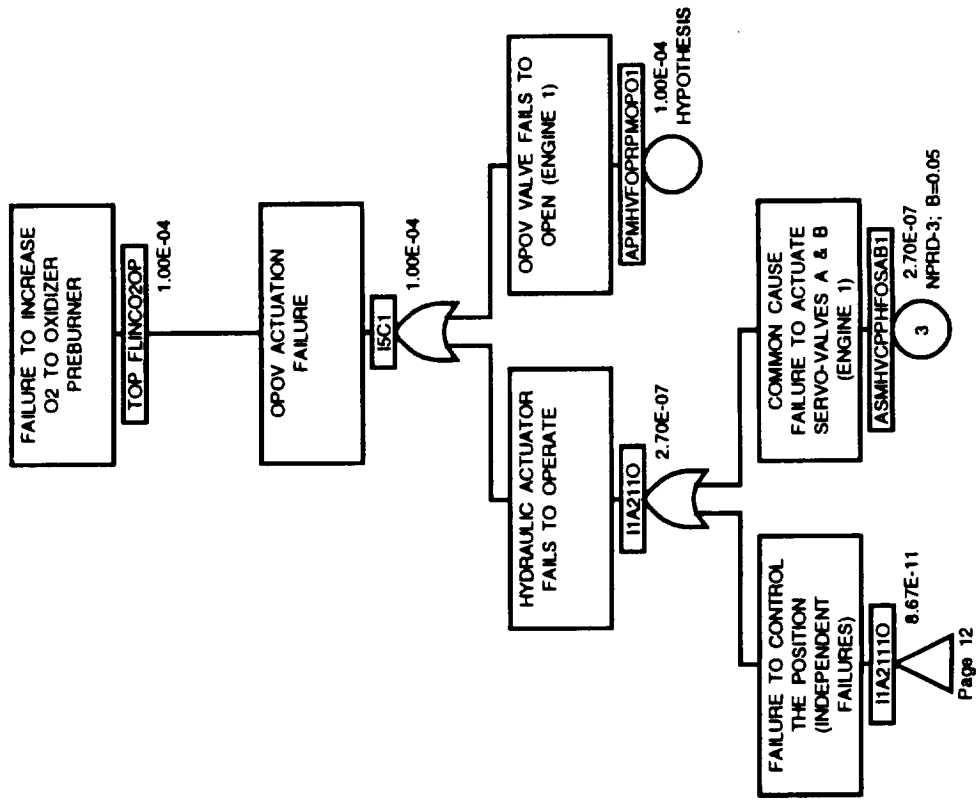 FAILURE TO INCREASE
O2 TO OXIDIZER
PREBURNER
TOP FLINCO2OP
1.00E-04
OPOV ACTUATION
FAILURE
I5C1
1.00E-04
HYDRAULIC ACTUATOR
FAILS TO OPERATE
I1A211O
2.70E-07
OPOV VALVE FAILS TO
OPEN (ENGINE 1)
APMHVFOPRPMOPO1
1.00E-04
HYPOTHESIS
FAILURE TO CONTROL
THE POSITION
(INDEPENDENT
FAILURES)
I1A2111O
8.67E-11
Page 12
COMMON CAUSE
FAILURE TO ACTUATE
SERVO-VALVES A & B
(ENGINE 1)
ASMHVCPPHFOSAB1
3
2.70E-07
NPRD-3; B=0.05